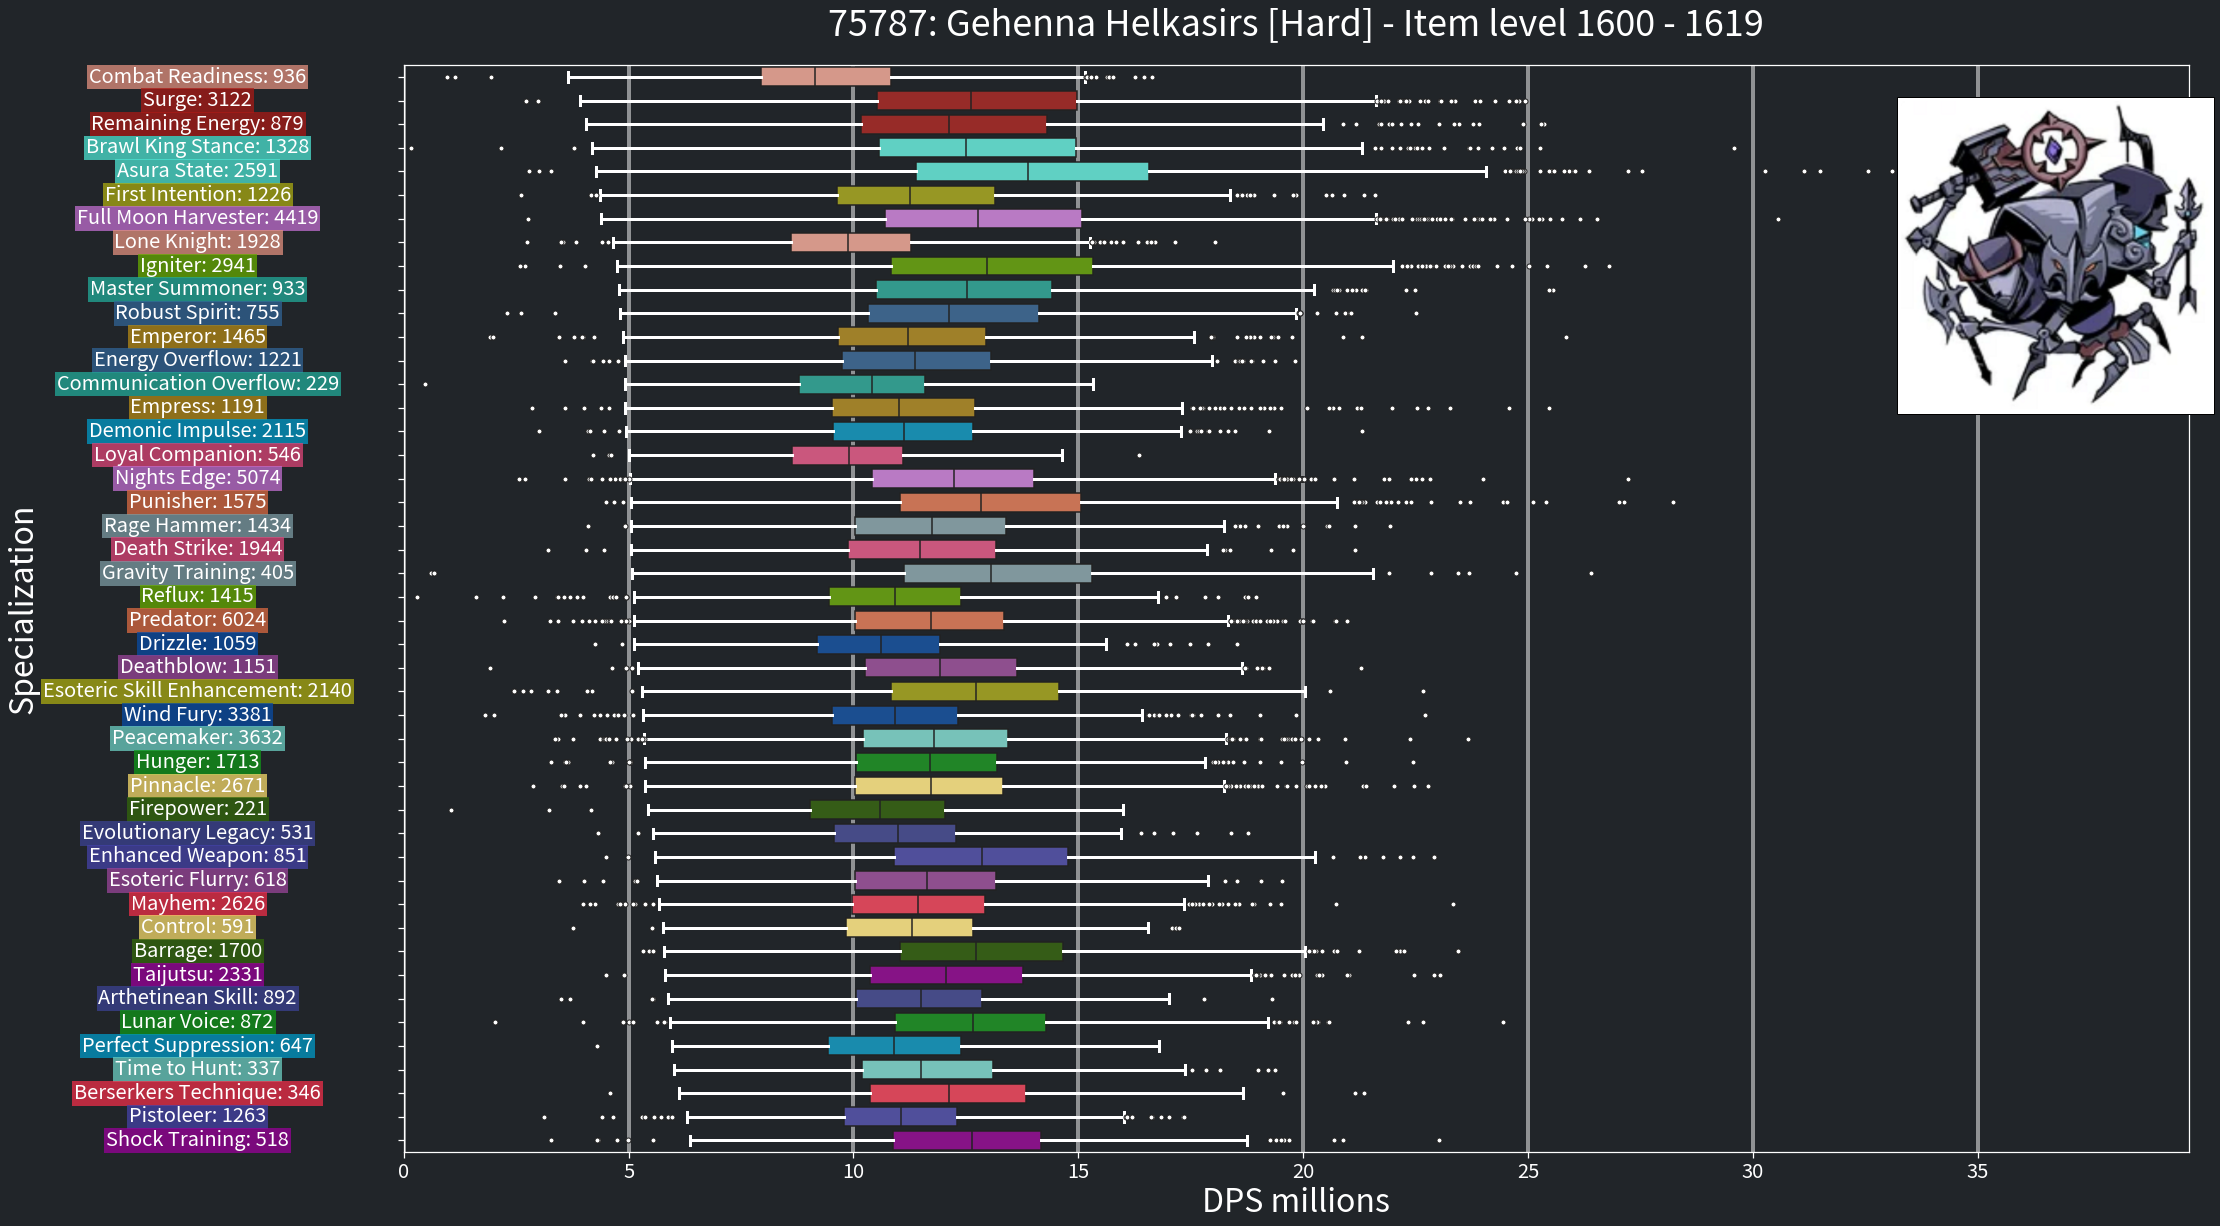 75787: Gehenna Helkasirs [Hard] - Item level 1600 - 1619
Specialization
Combat Readiness: 936
Surge: 3122
Remaining Energy: 879
Brawl King Stance: 1328
Asura State: 2591
First Intention: 1226
Full Moon Harvester: 4419
Lone Knight: 1928
Igniter: 2941
Master Summoner: 933
Robust Spirit: 755
Emperor: 1465
Energy Overflow: 1221
Communication Overflow: 229
Empress: 1191
Demonic Impulse: 2115
Loyal Companion: 546
Nights Edge: 5074
Punisher: 1575
Rage Hammer: 1434
Death Strike: 1944
Gravity Training: 405
Reflux: 1415
Predator: 6024
Drizzle: 1059
Deathblow: 1151
Esoteric Skill Enhancement: 2140
Wind Fury: 3381
Peacemaker: 3632
Hunger: 1713
Pinnacle: 2671
Firepower: 221
Evolutionary Legacy: 531
Enhanced Weapon: 851
Esoteric Flurry: 618
Mayhem: 2626
Control: 591
Barrage: 1700
Taijutsu: 2331
Arthetinean Skill: 892
Lunar Voice: 872
Perfect Suppression: 647
Time to Hunt: 337
Berserkers Technique: 346
Pistoleer: 1263
Shock Training: 518
0 5 10 15 20 25 30 35
DPS millions